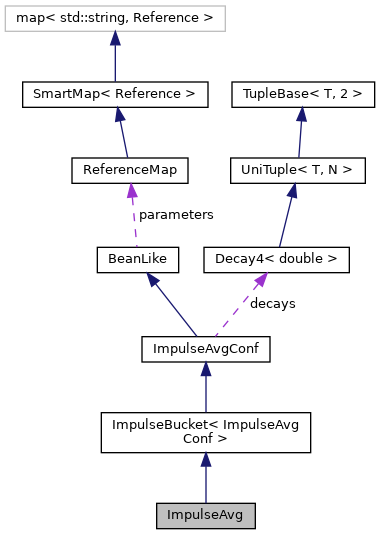 map< std::string, Reference >
SmartMap< Reference >
TupleBase< T, 2 >
ReferenceMap
UniTuple< T, N >
parameters
BeanLike
Decay4< double >
decays
ImpulseAvgConf
ImpulseBucket< ImpulseAvg
Conf >
ImpulseAvg